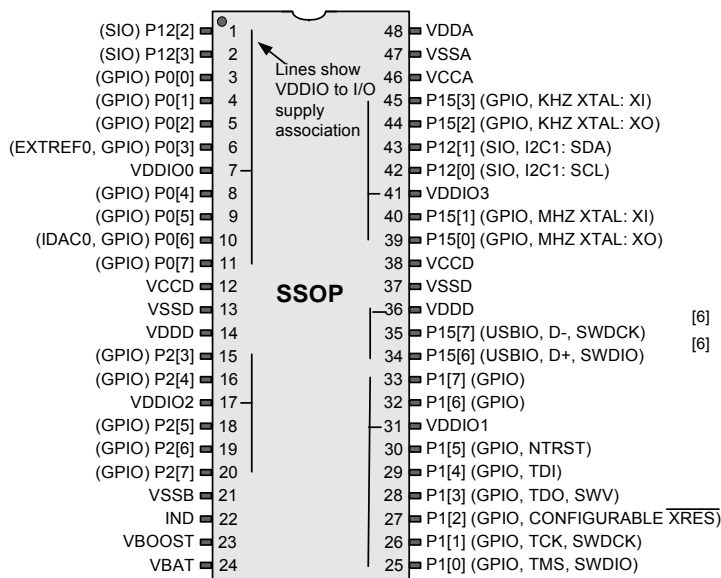 (SIO) P12[2] 1 48 VDDA
(SIO) P12[3] 2 47 VSSA
(GPIO) P0[0] 3 46 VCCA
Lines show
VDDIO to I/O
supply
association
(GPIO) P0[1] 4 45 P15[3] (GPIO, KHZ XTAL: XI)
(GPIO) P0[2] 5 44 P15[2] (GPIO, KHZ XTAL: XO)
(EXTREF0, GPIO) P0[3] 6 43 P12[1] (SIO, I2C1: SDA)
VDDIO0 7 42 P12[0] (SIO, I2C1: SCL)
(GPIO) P0[4] 8 41 VDDIO3
(GPIO) P0[5] 9 40 P15[1] (GPIO, MHZ XTAL: XI)
(IDAC0, GPIO) P0[6] 10 39 P15[0] (GPIO, MHZ XTAL: XO)
(GPIO) P0[7] 11 38 VCCD
SSOP
VCCD 12 37 VSSD
VSSD 13 36 VDDD
VDDD 14 35 P15[7] (USBIO, D-, SWDCK) [6]
(GPIO) P2[3] 15 34 P15[6] (USBIO, D+, SWDIO) [6]
(GPIO) P2[4] 16 33 P1[7] (GPIO)
VDDIO2 17 32 P1[6] (GPIO)
(GPIO) P2[5] 18 31 VDDIO1
(GPIO) P2[6] 19 30 P1[5] (GPIO, NTRST)
(GPIO) P2[7] 20 29 P1[4] (GPIO, TDI)
VSSB 21 28 P1[3] (GPIO, TDO, SWV)
IND 22 27 P1[2] (GPIO, CONFIGURABLE XRES)
VBOOST 23 26 P1[1] (GPIO, TCK, SWDCK)
VBAT 24 25 P1[0] (GPIO, TMS, SWDIO)